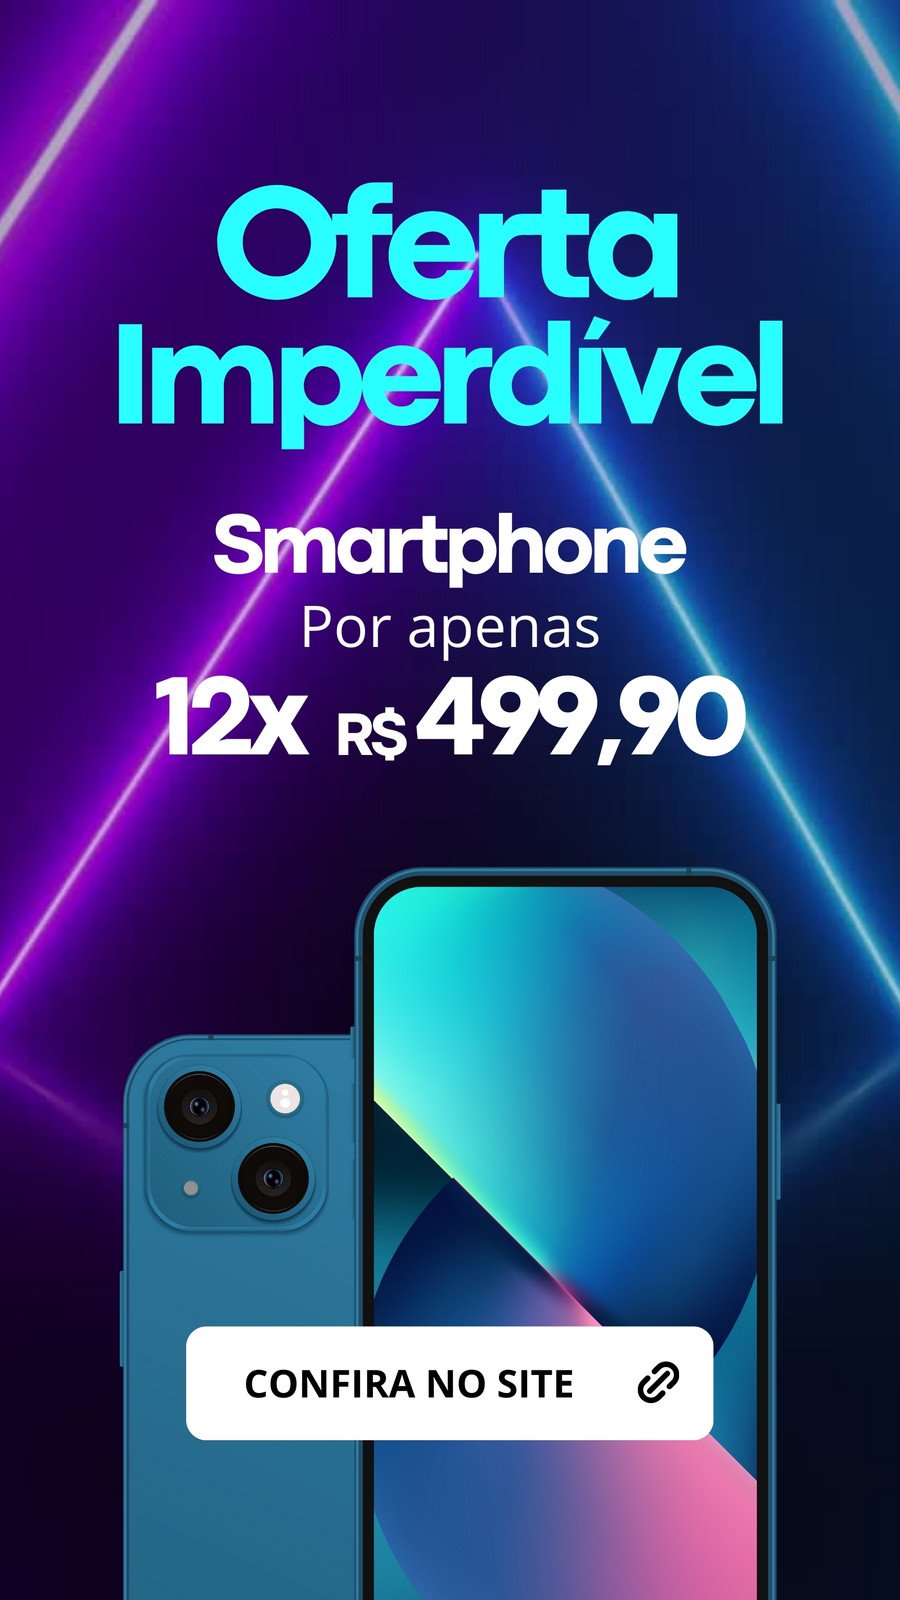 Oferta
Imperdível
Smartphone
Por apenas
12x R$ 499,90
CONFIRA NO SITE